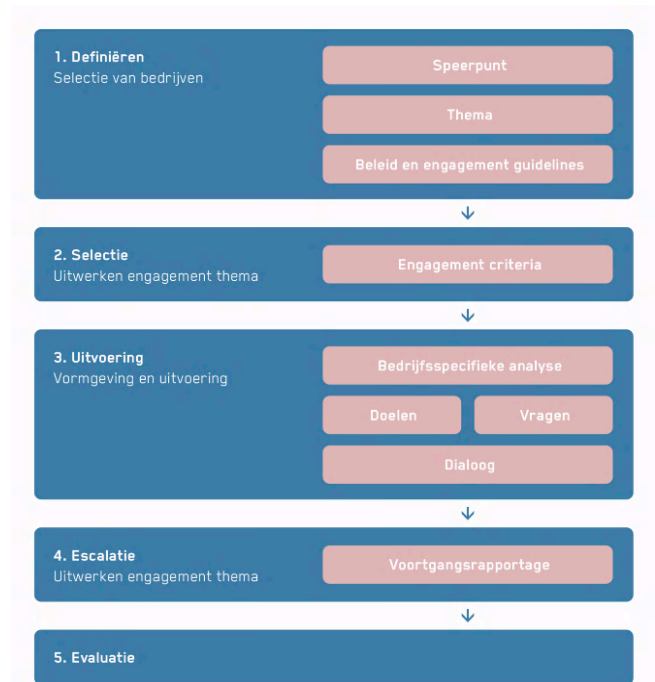 1. Definiëren
Selectie van bedrijven
Speerpunt
Thema
Beleid en engagement guidelines
2. Selectie
Uitwerken engagement thema
Engagement criteria
3. Uitvoering
Vormgeving en uitvoering
Bedrijfsspecifieke analyse
Doelen
Vragen
Dialoog
4. Escalatie
Uitwerken engagement thema
Voortgangsrapportage
5. Evaluatie